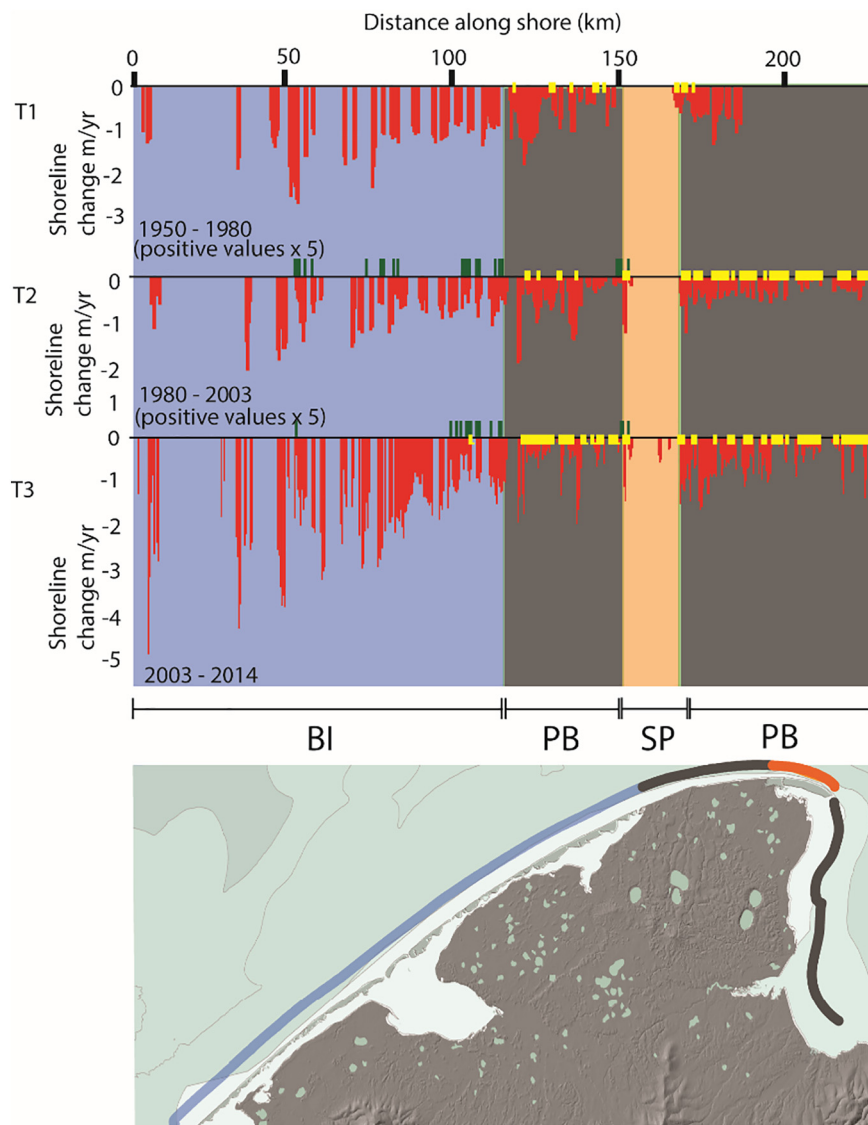 Distance along shore (km)
0 50 100 150 200
T1
Shoreline
change m/yr
0
-1
-2
-3
1950 - 1980
(positive values x 5)
T2
Shoreline
change m/yr
0
-1
-2
1
1980 - 2003
(positive values x 5)
T3
Shoreline
change m/yr
0
-1
-2
-3
-4
-5
2003 - 2014
BI PB SP PB